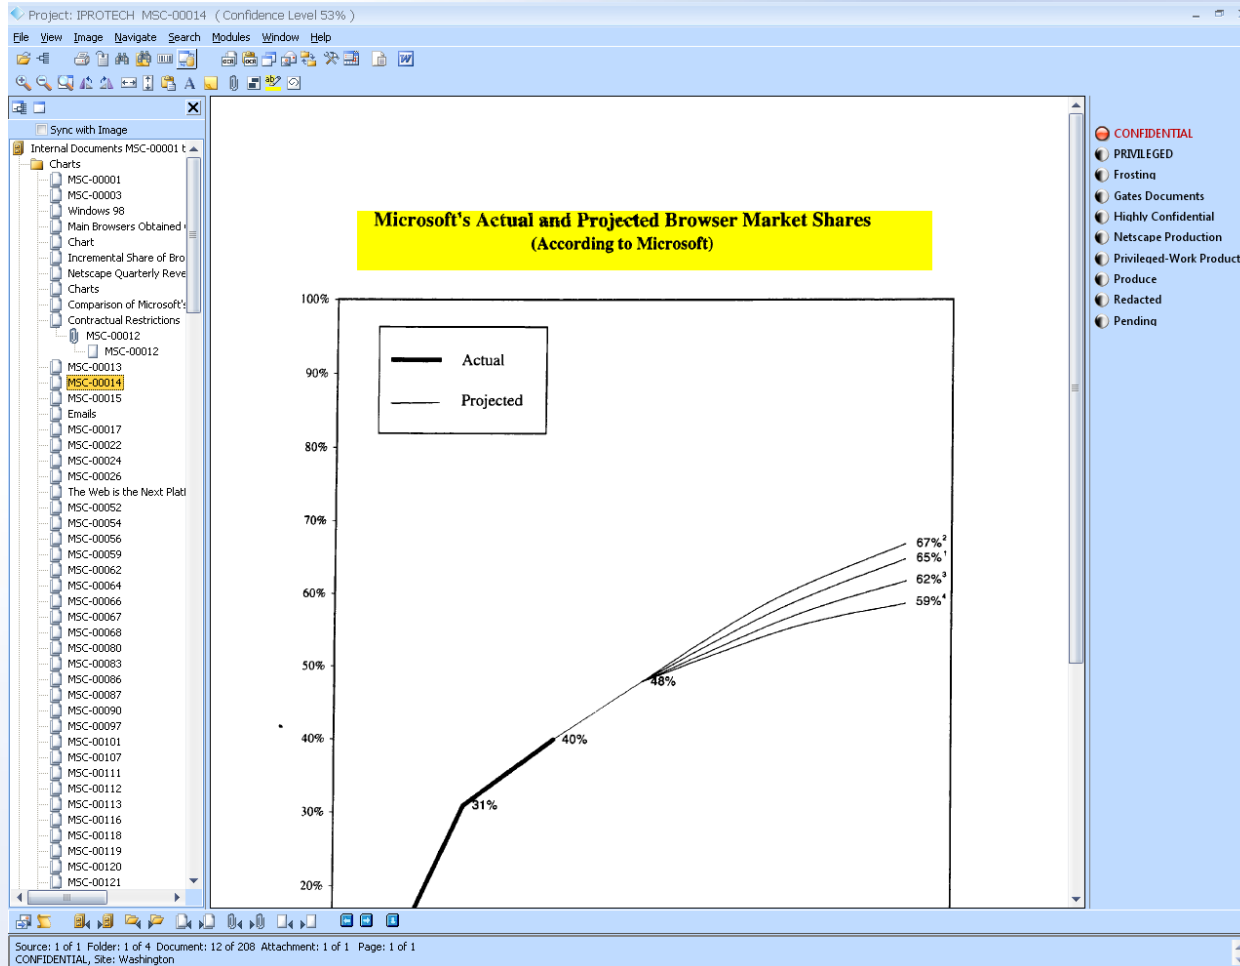 Project: IPROTECH MSC-00014 ( Confidence Level 53% )
File View Image Navigate Search Modules Window Help
Sync with Image
Internal Documents MSC-00001 t
Charts
MSC-00001
MSC-00003
Windows 98
Main Browsers Obtained
Chart
Incremental Share of Bro
Netscape Quarterly Reve
Charts
Comparison of Microsoft's
Contractual Restrictions
MSC-00012
MSC-00012
MSC-00013
MSC-00014
MSC-00015
Emails
MSC-00017
MSC-00022
MSC-00024
MSC-00026
The Web is the Next Platf
MSC-00052
MSC-00054
MSC-00056
MSC-00059
MSC-00062
MSC-00064
MSC-00066
MSC-00067
MSC-00068
MSC-00080
MSC-00083
MSC-00086
MSC-00087
MSC-00090
MSC-00097
MSC-00101
MSC-00107
MSC-00111
MSC-00112
MSC-00113
MSC-00116
MSC-00118
MSC-00119
MSC-00120
MSC-00121
Microsoft's Actual and Projected Browser Market Shares
(According to Microsoft)
100%
Actual
90%
Projected
80%
70%
67%²
65%¹
62%³
60%
59%⁴
50%
48%
40%
40%
31%
30%
20%
CONFIDENTIAL
PRIVILEGED
Frosting
Gates Documents
Highly Confidential
Netscape Production
Privileged-Work Product
Produce
Redacted
Pending
Source: 1 of 1 Folder: 1 of 4 Document: 12 of 208 Attachment: 1 of 1 Page: 1 of 1
CONFIDENTIAL, Site: Washington